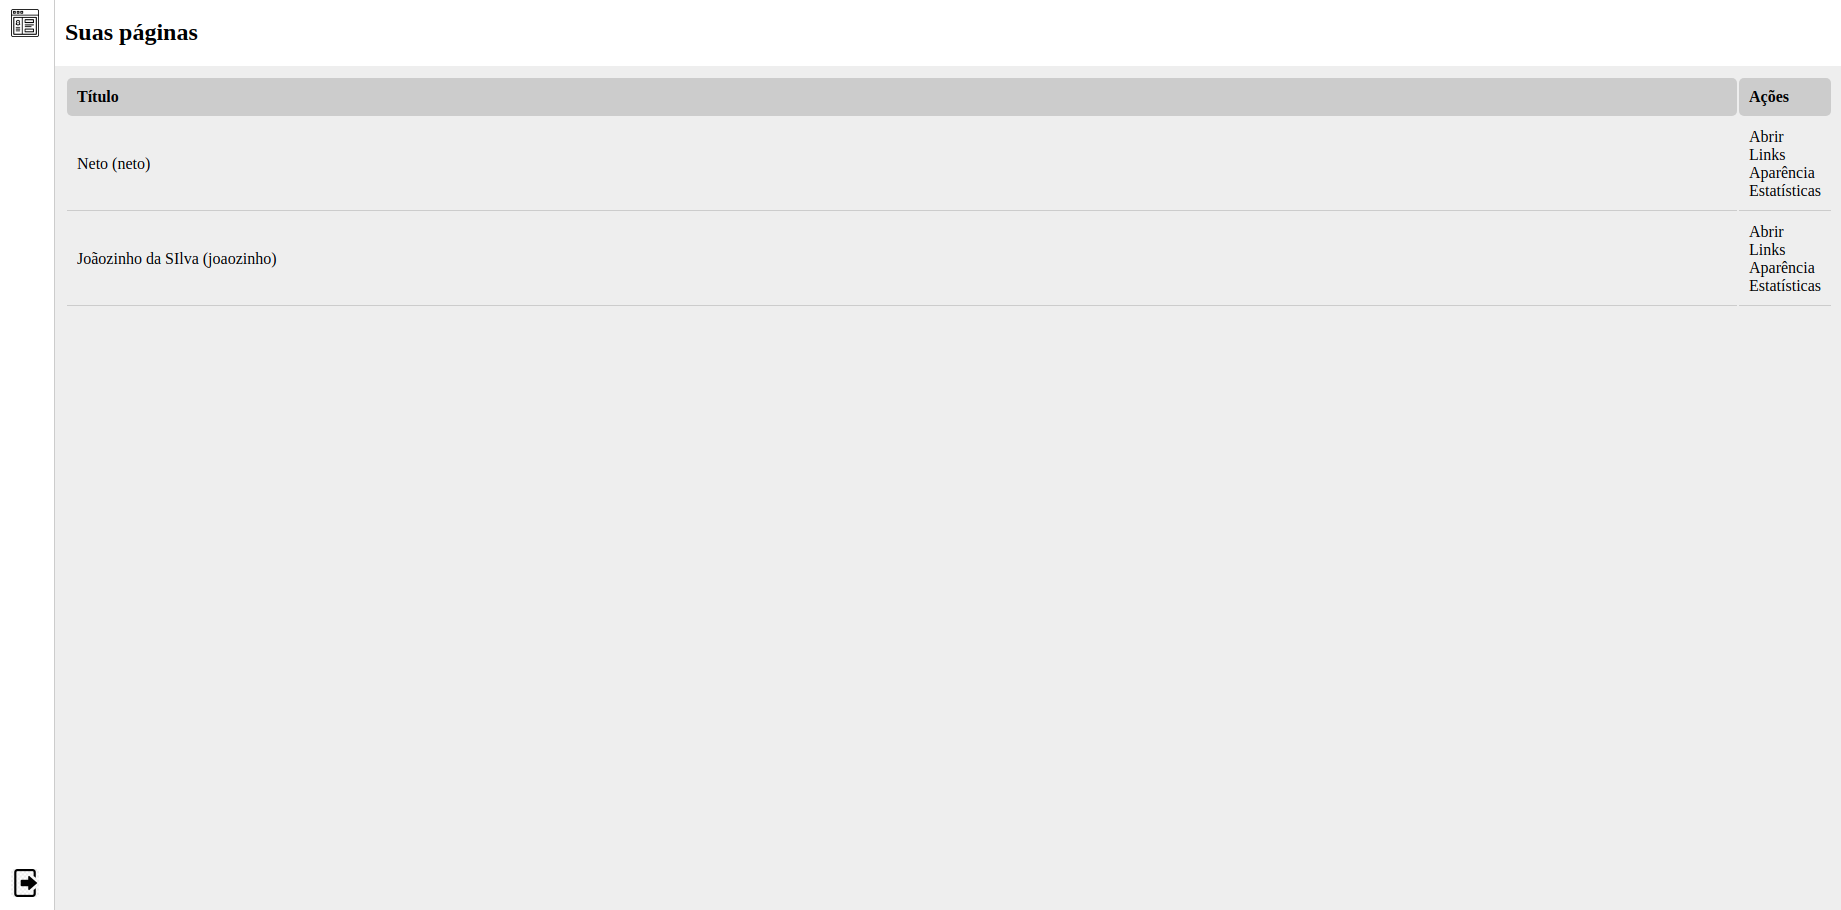 Suas páginas
Título Ações
Neto (neto)
Abrir
Links
Aparência
Estatísticas
Joãozinho da SIlva (joaozinho)
Abrir
Links
Aparência
Estatísticas